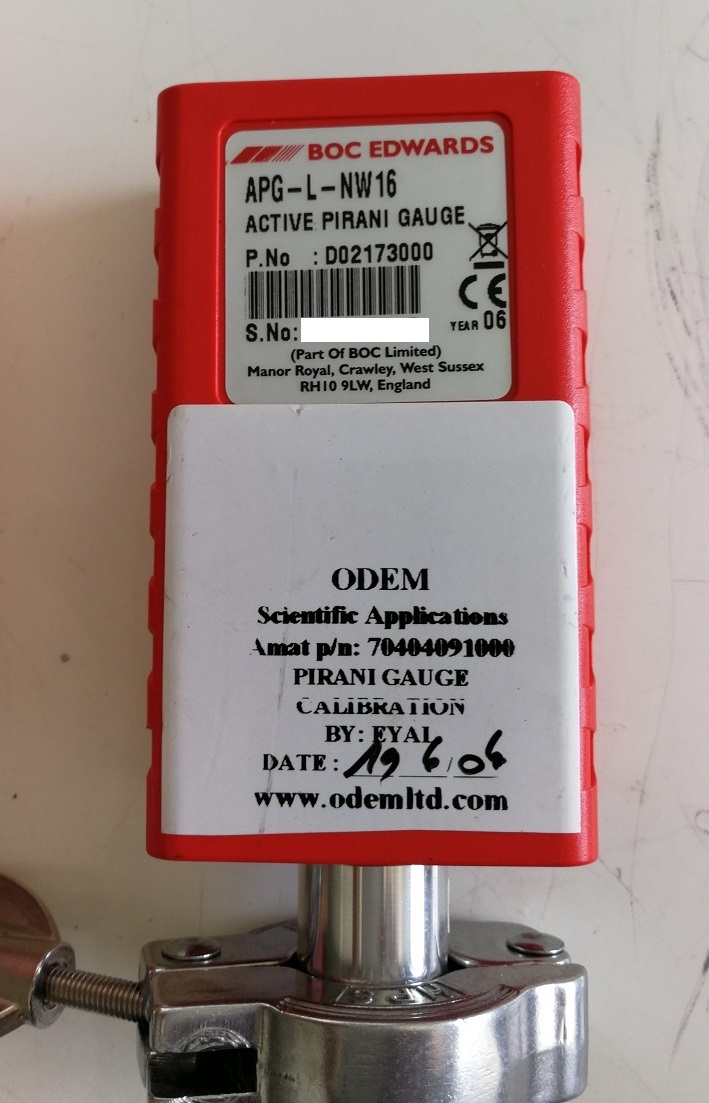 BOC EDWARDS
APG-L-NW16
ACTIVE PIRANI GAUGE
P.No : D02173000
S.No:
YEAR 06
(Part Of BOC Limited)
Manor Royal, Crawley, West Sussex
RH10 9LW, England
ODEM
Scientific Applications
Amat p/n: 70404091000
PIRANI GAUGE
CALIBRATION
BY: EYAL
DATE: 19/6/06
www.odemltd.com